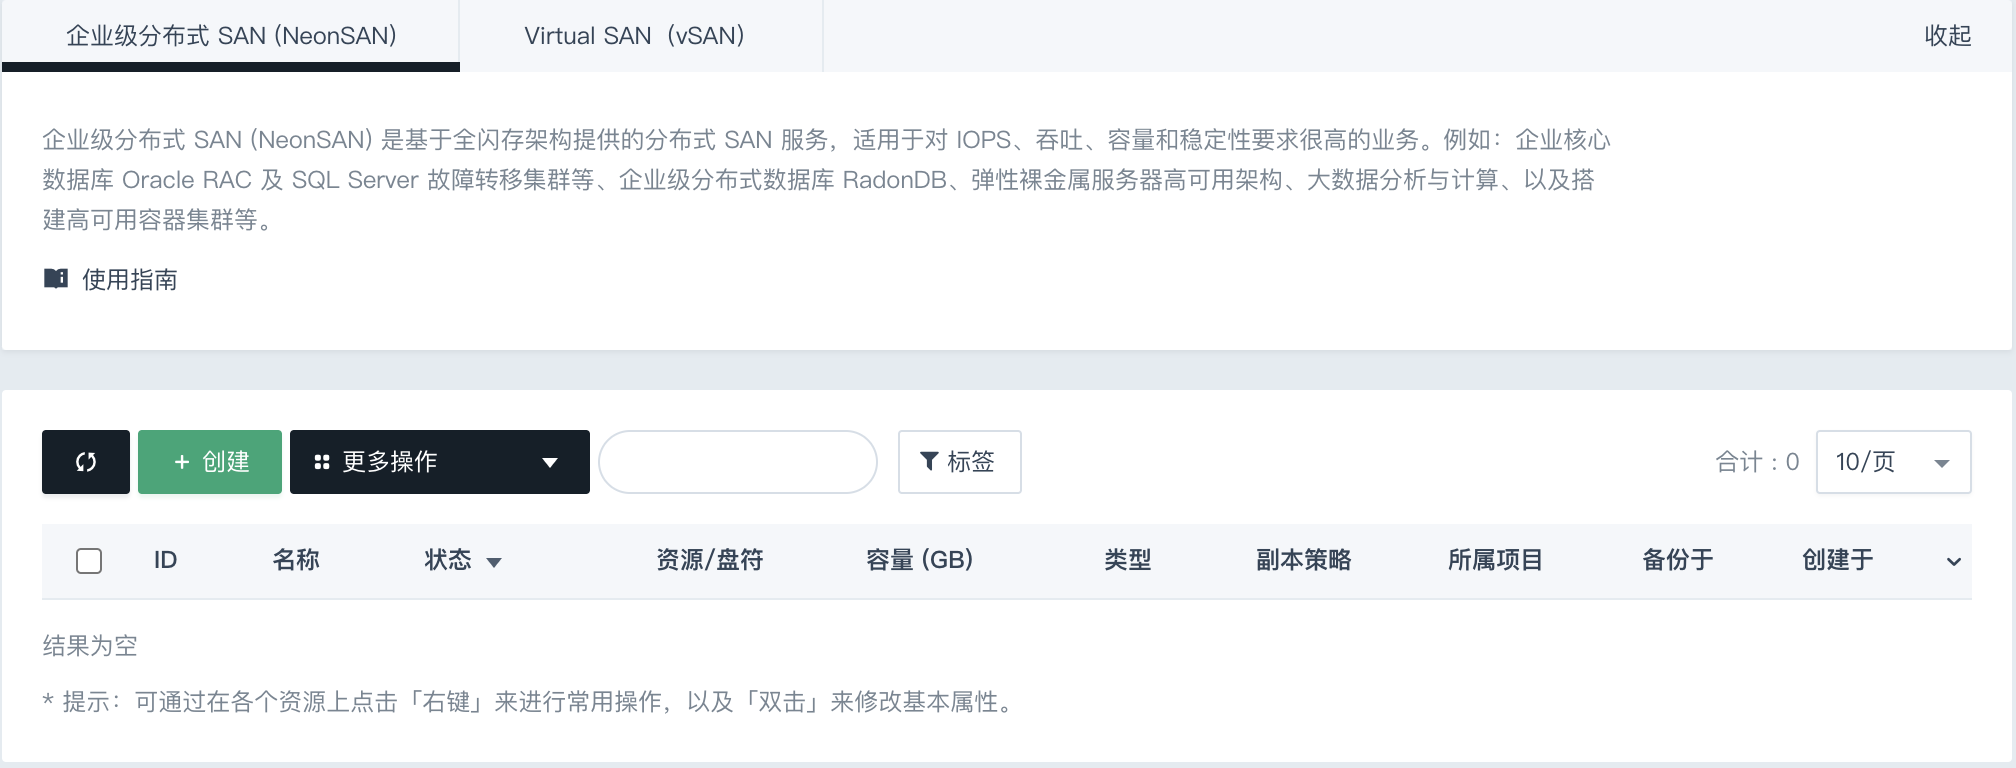 企业级分布式 SAN (NeonSAN)
Virtual SAN（vSAN）
收起
企业级分布式 SAN (NeonSAN) 是基于全闪存架构提供的分布式 SAN 服务，适用于对 IOPS、吞吐、容量和稳定性要求很高的业务。例如：企业核心
数据库 Oracle RAC 及 SQL Server 故障转移集群等、企业级分布式数据库 RadonDB、弹性裸金属服务器高可用架构、大数据分析与计算、以及搭
建高可用容器集群等。
使用指南
+ 创建
更多操作
标签
合计 : 0
10/页
ID
名称
状态
资源/盘符
容量 (GB)
类型
副本策略
所属项目
备份于
创建于
结果为空
* 提示：可通过在各个资源上点击「右键」来进行常用操作，以及「双击」来修改基本属性。